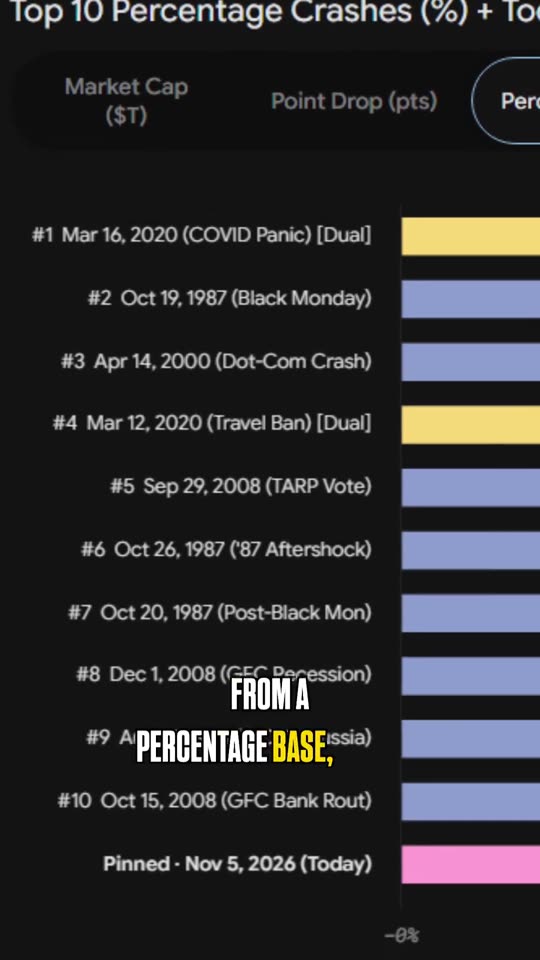 Top 10 Percentage Crashes (%) + To
Market Cap
($T)
Point Drop (pts)
Perc
#1 Mar 16, 2020 (COVID Panic) [Dual]
#2 Oct 19, 1987 (Black Monday)
#3 Apr 14, 2000 (Dot-Com Crash)
#4 Mar 12, 2020 (Travel Ban) [Dual]
#5 Sep 29, 2008 (TARP Vote)
#6 Oct 26, 1987 ('87 Aftershock)
#7 Oct 20, 1987 (Post-Black Mon)
#8 Dec 1, 2008 (GFC Recession)
FROM A
#9 A ssia)
PERCENTAGE BASE,
#10 Oct 15, 2008 (GFC Bank Rout)
Pinned · Nov 5, 2026 (Today)
-0%